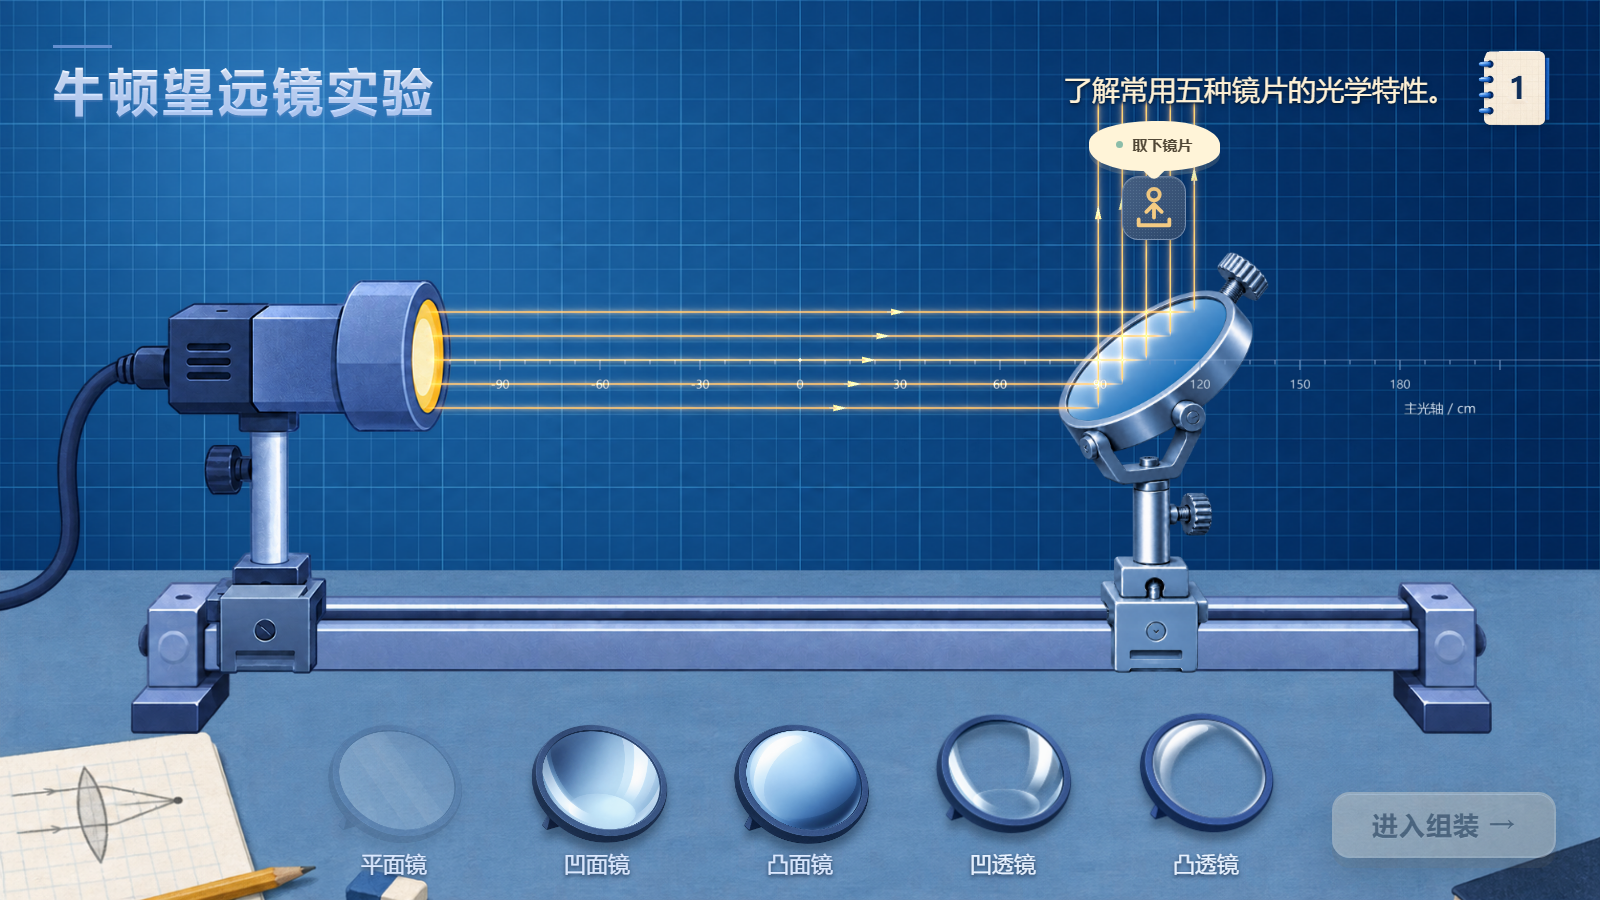 牛顿望远镜实验
了解常用五种镜片的光学特性。
1
取下镜片
-90 -60 -30 0 30 60 90 120 150 180
主光轴 / cm
平面镜 凹面镜 凸面镜 凹透镜 凸透镜
进入组装 →